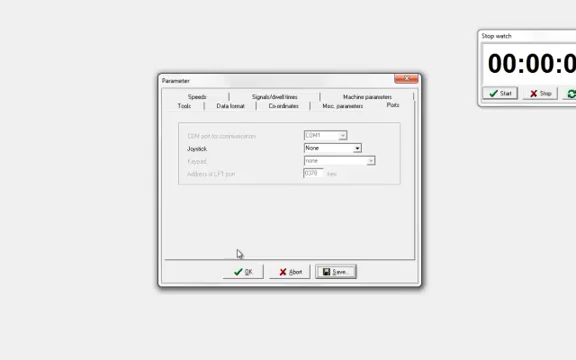 Stop watch
00:00:0
Start
Stop
Parameter
Speeds
Signals/dwell times
Machine parameters
Tools
Data format
Co-ordinates
Misc. parameters
Ports
COM port for communication
COM1
Joystick
None
Keypad
none
Address of LPT port
0378
hex
OK
Abort
Save...